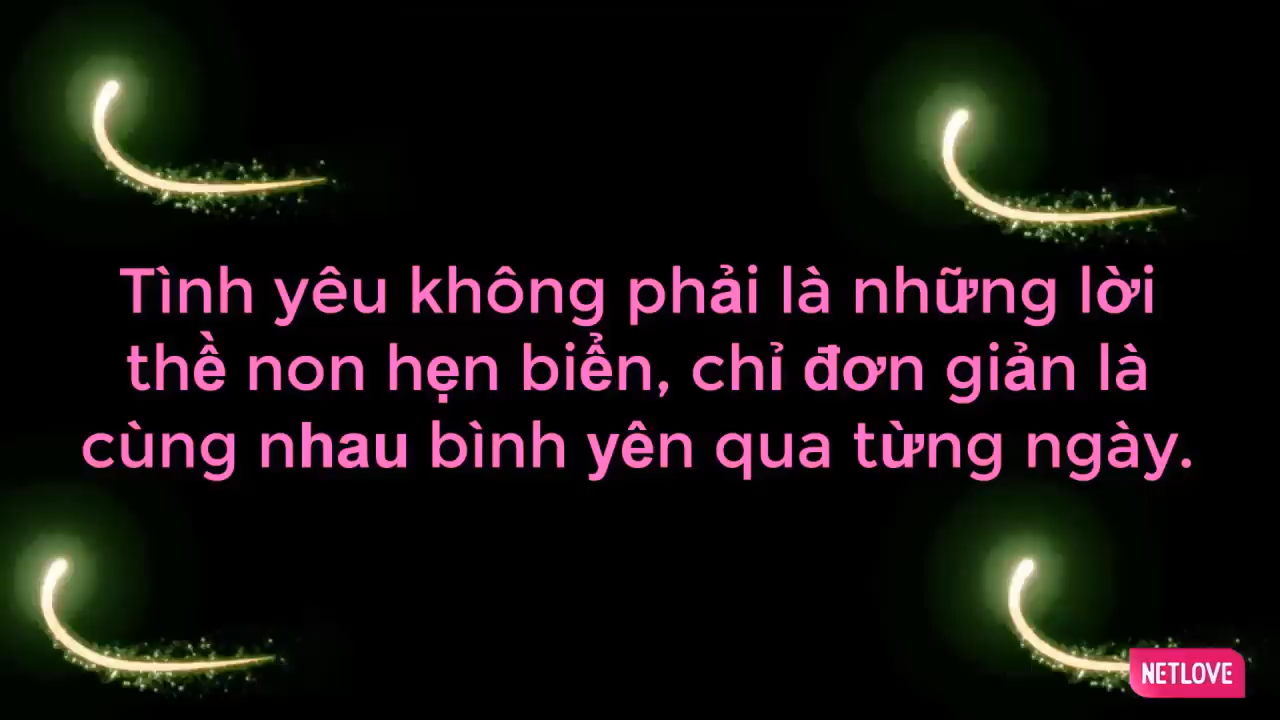 Tình yêu không phải là những lời
thề non hẹn biển, chỉ đơn giản là
cùng nhau bình yên qua từng ngày.
NETLOVE